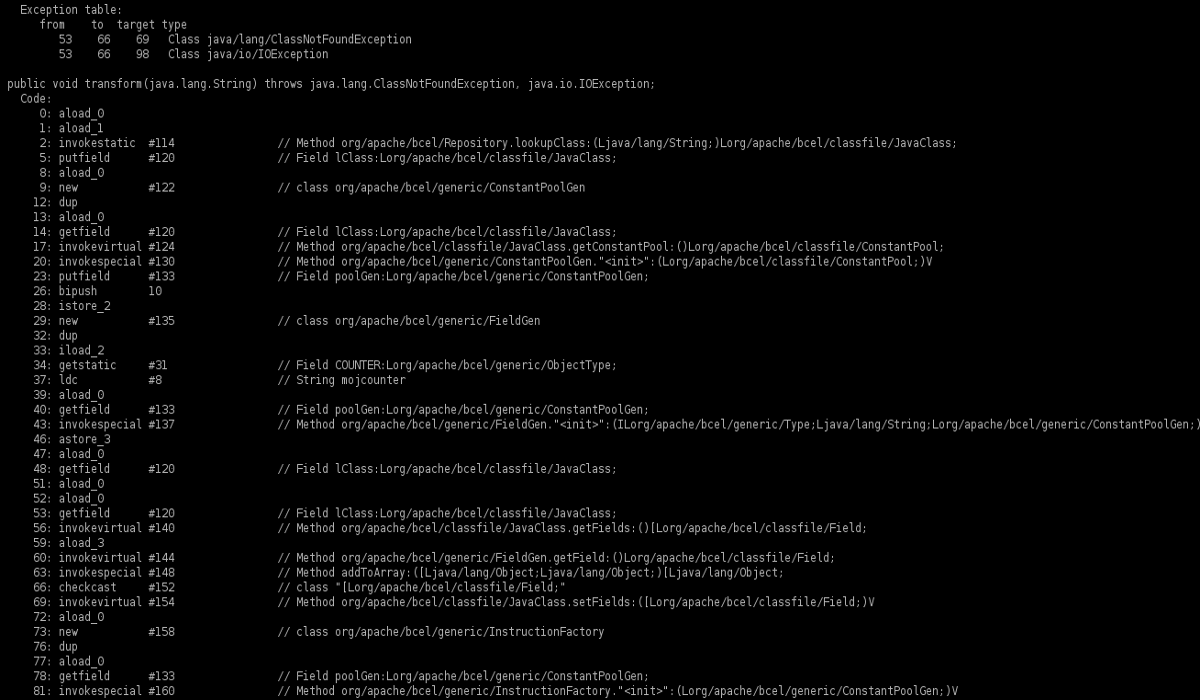 Exception table:
from    to  target type
53    66    69   Class java/lang/ClassNotFoundException
53    66    98   Class java/io/IOException
public void transform(java.lang.String) throws java.lang.ClassNotFoundException, java.io.IOException;
Code:
0: aload_0
1: aload_1
2: invokestatic  #114                // Method org/apache/bcel/Repository.lookupClass:(Ljava/lang/String;)Lorg/apache/bcel/classfile/JavaClass;
5: putfield      #120                // Field lClass:Lorg/apache/bcel/classfile/JavaClass;
8: aload_0
9: new           #122                // class org/apache/bcel/generic/ConstantPoolGen
12: dup
13: aload_0
14: getfield      #120                // Field lClass:Lorg/apache/bcel/classfile/JavaClass;
17: invokevirtual #124                // Method org/apache/bcel/classfile/JavaClass.getConstantPool:()Lorg/apache/bcel/classfile/ConstantPool;
20: invokespecial #130                // Method org/apache/bcel/generic/ConstantPoolGen."<init>":(Lorg/apache/bcel/classfile/ConstantPool;)V
23: putfield      #133                // Field poolGen:Lorg/apache/bcel/generic/ConstantPoolGen;
26: bipush        10
28: istore_2
29: new           #135                // class org/apache/bcel/generic/FieldGen
32: dup
33: iload_2
34: getstatic     #31                 // Field COUNTER:Lorg/apache/bcel/generic/ObjectType;
37: ldc           #8                  // String mojcounter
39: aload_0
40: getfield      #133                // Field poolGen:Lorg/apache/bcel/generic/ConstantPoolGen;
43: invokespecial #137                // Method org/apache/bcel/generic/FieldGen."<init>":(ILorg/apache/bcel/generic/Type;Ljava/lang/String;Lorg/apache/bcel/generic/ConstantPoolGen;)
46: astore_3
47: aload_0
48: getfield      #120                // Field lClass:Lorg/apache/bcel/classfile/JavaClass;
51: aload_0
52: aload_0
53: getfield      #120                // Field lClass:Lorg/apache/bcel/classfile/JavaClass;
56: invokevirtual #140                // Method org/apache/bcel/classfile/JavaClass.getFields:()[Lorg/apache/bcel/classfile/Field;
59: aload_3
60: invokevirtual #144                // Method org/apache/bcel/generic/FieldGen.getField:()Lorg/apache/bcel/classfile/Field;
63: invokespecial #148                // Method addToArray:([Ljava/lang/Object;Ljava/lang/Object;)[Ljava/lang/Object;
66: checkcast     #152                // class "[Lorg/apache/bcel/classfile/Field;"
69: invokevirtual #154                // Method org/apache/bcel/classfile/JavaClass.setFields:([Lorg/apache/bcel/classfile/Field;)V
72: aload_0
73: new           #158                // class org/apache/bcel/generic/InstructionFactory
76: dup
77: aload_0
78: getfield      #133                // Field poolGen:Lorg/apache/bcel/generic/ConstantPoolGen;
81: invokespecial #160                // Method org/apache/bcel/generic/InstructionFactory."<init>":(Lorg/apache/bcel/generic/ConstantPoolGen;)V